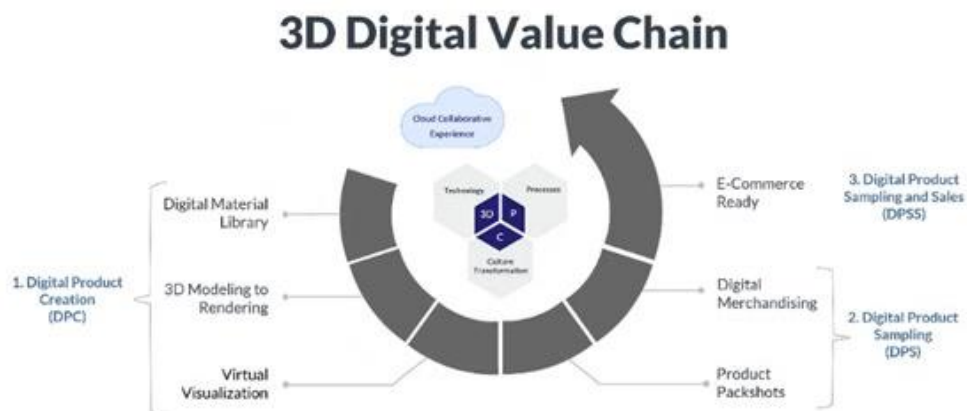 3D Digital Value Chain
Cloud Collaborative
Experience
Technology
Processes
3D
P
C
Culture
Transformation
Digital Material
Library
3D Modeling to
Rendering
Virtual
Visualization
1. Digital Product
Creation
(DPC)
E-Commerce
Ready
Digital
Merchandising
Product
Packshots
3. Digital Product
Sampling and Sales
(DPSS)
2. Digital Product
Sampling
(DPS)